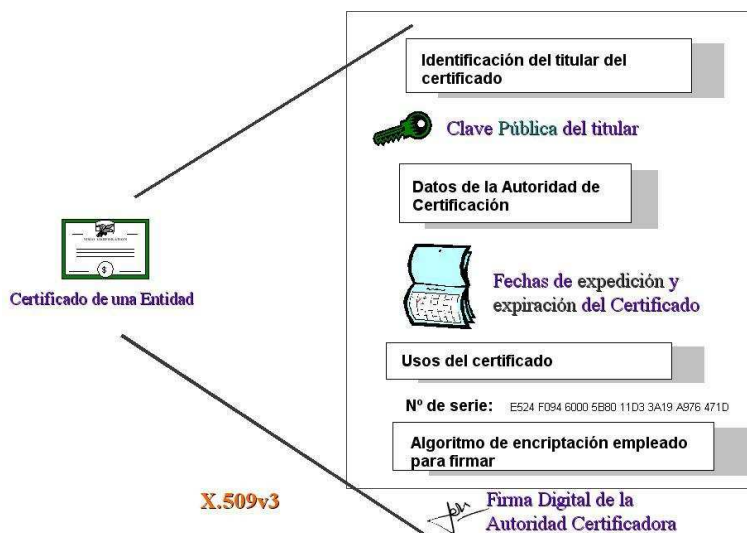 Identificación del titular del
certificado
Clave Pública del titular
Datos de la Autoridad de
Certificación
Certificado de una Entidad
Fechas de expedición y
expiración del Certificado
Usos del certificado
Nº de serie: E524 F094 6000 5B80 11D3 3A19 A976 471D
Algoritmo de encriptación empleado
para firmar
X.509v3
Firma Digital de la
Autoridad Certificadora